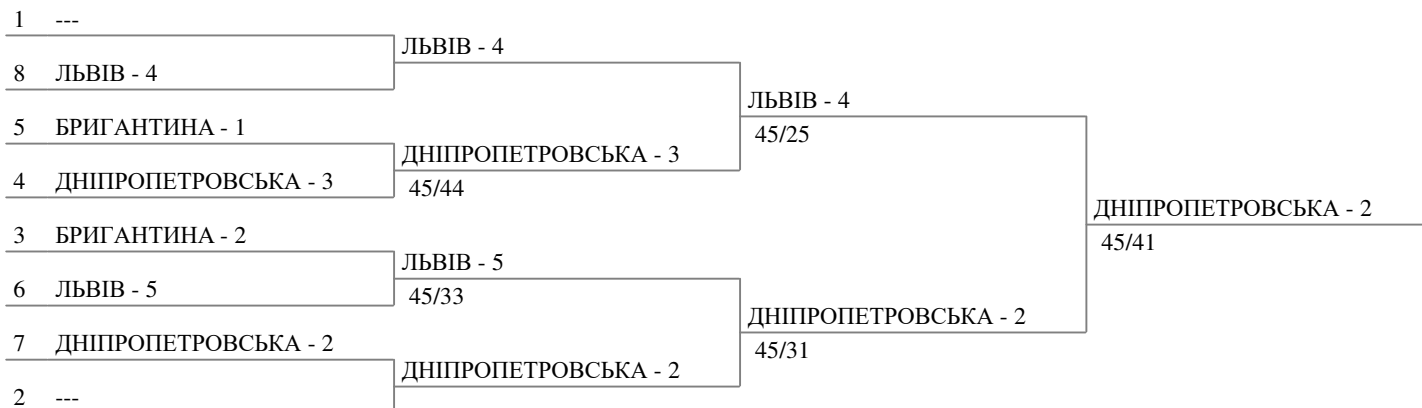 1 ---
ЛЬВІВ - 4
8 ЛЬВІВ - 4
ЛЬВІВ - 4
5 БРИГАНТИНА - 1
45/25
ДНІПРОПЕТРОВСЬКА - 3
4 ДНІПРОПЕТРОВСЬКА - 3
45/44
ДНІПРОПЕТРОВСЬКА - 2
3 БРИГАНТИНА - 2
45/41
ЛЬВІВ - 5
6 ЛЬВІВ - 5
45/33
ДНІПРОПЕТРОВСЬКА - 2
7 ДНІПРОПЕТРОВСЬКА - 2
45/31
ДНІПРОПЕТРОВСЬКА - 2
2 ---